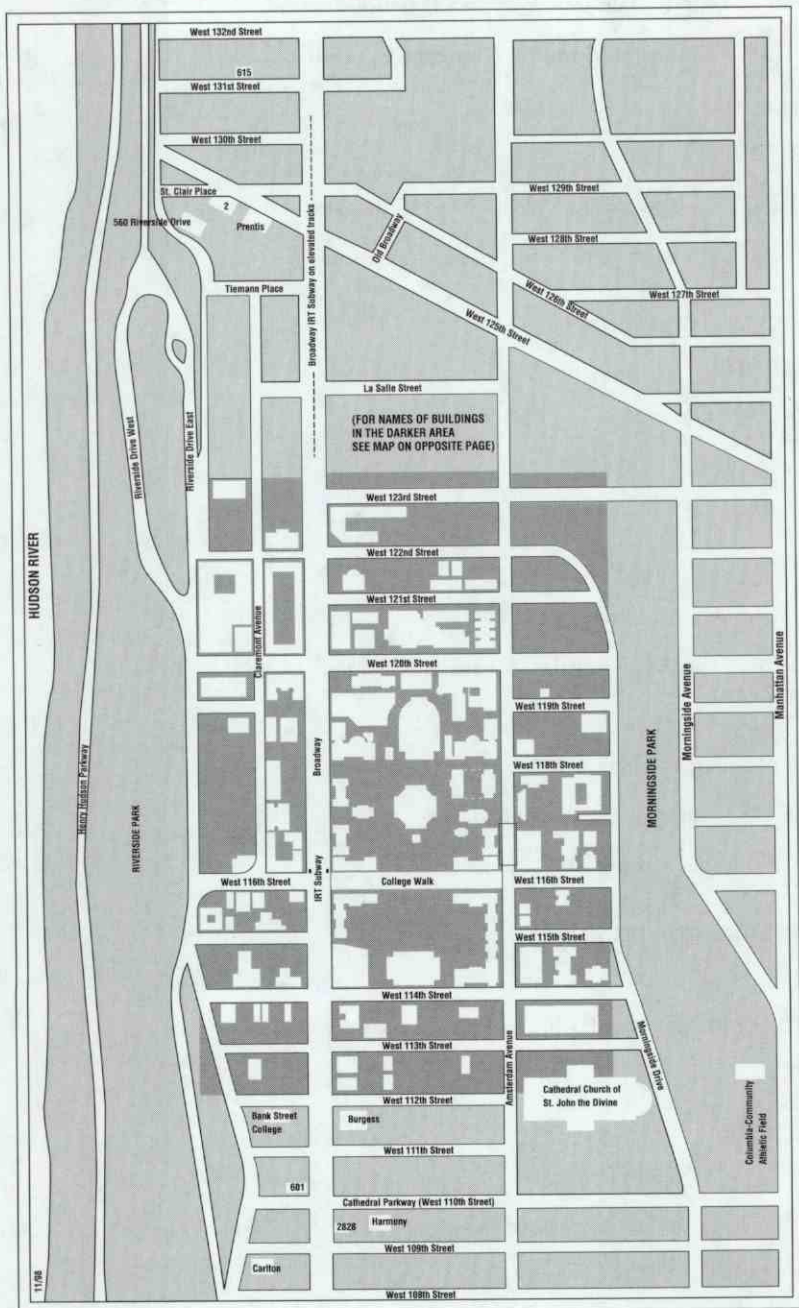 West 132nd Street
615
West 131st Street
West 130th Street
St. Clair Place
2
560 Riverside Drive
Prentis
Tiemann Place
Broadway IRT Subway on elevated tracks
Old Broadway
West 129th Street
West 128th Street
West 127th Street
West 126th Street
West 125th Street
La Salle Street
(FOR NAMES OF BUILDINGS
IN THE DARKER AREA
SEE MAP ON OPPOSITE PAGE)
Riverside Drive West
Riverside Drive East
West 123rd Street
West 122nd Street
West 121st Street
West 120th Street
Claremont Avenue
HUDSON RIVER
Henry Hudson Parkway
RIVERSIDE PARK
Broadway
IRT Subway
West 119th Street
West 118th Street
MORNINGSIDE PARK
Morningside Avenue
Manhattan Avenue
West 116th Street
College Walk
West 116th Street
West 115th Street
West 114th Street
West 113th Street
West 112th Street
Amsterdam Avenue
Morningside Drive
Cathedral Church of
St. John the Divine
Columbia-Community
Athletic Field
Bank Street
College
Burgess
West 111th Street
601
Cathedral Parkway (West 110th Street)
2828
Harmony
West 109th Street
Carlton
West 108th Street
11/98